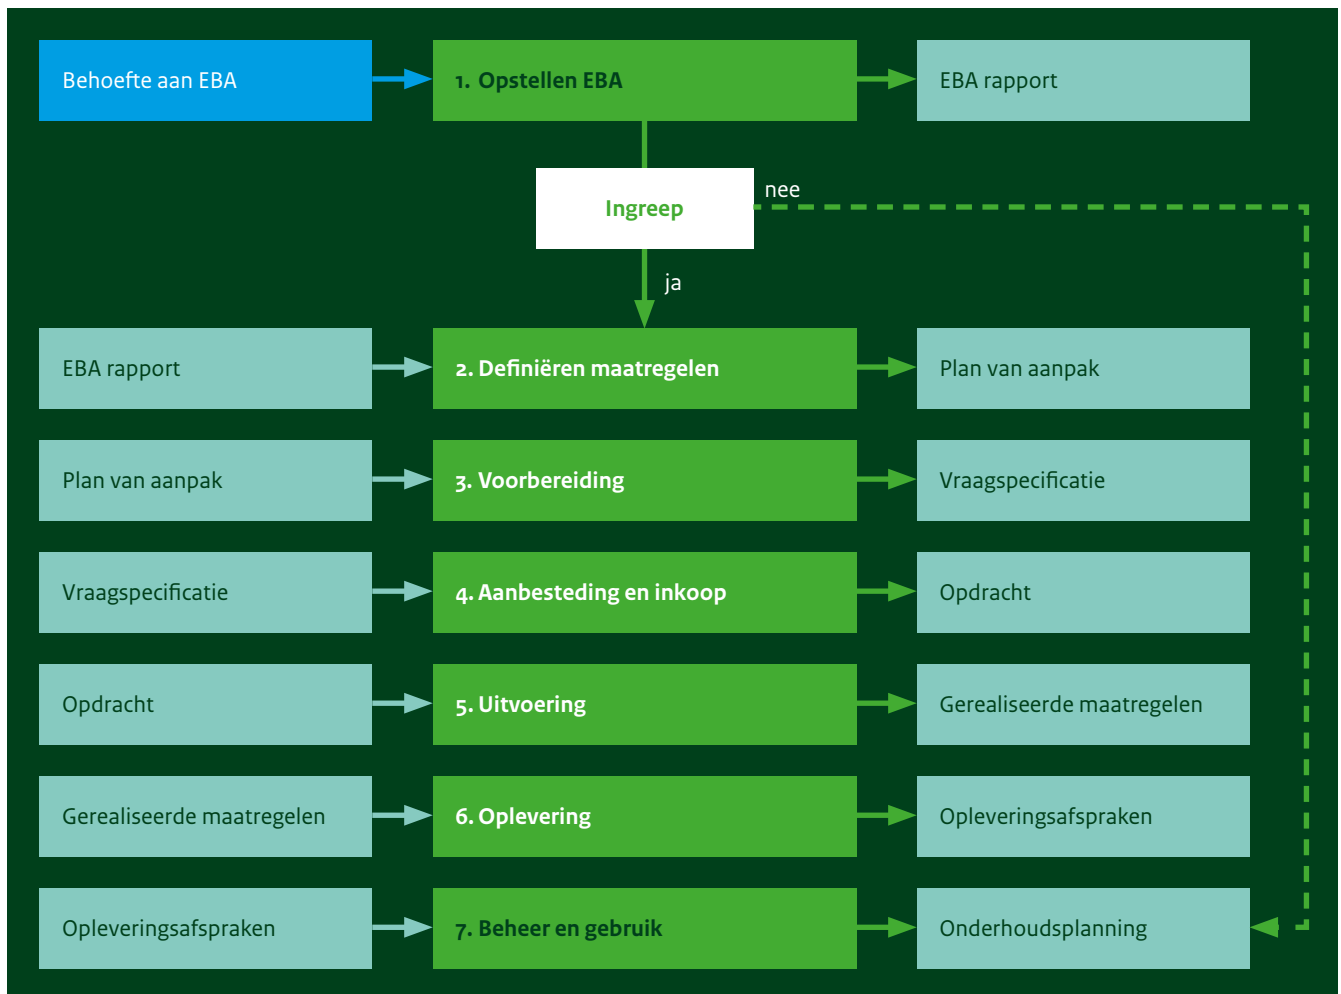 Behoefte aan EBA
1. Opstellen EBA
EBA rapport
nee
Ingreep
ja
EBA rapport
2. Definiëren maatregelen
Plan van aanpak
Plan van aanpak
3. Voorbereiding
Vraagspecificatie
Vraagspecificatie
4. Aanbesteding en inkoop
Opdracht
Opdracht
5. Uitvoering
Gerealiseerde maatregelen
Gerealiseerde maatregelen
6. Oplevering
Opleveringsafspraken
Opleveringsafspraken
7. Beheer en gebruik
Onderhoudsplanning